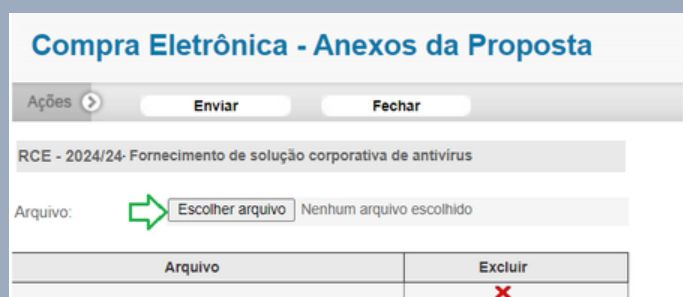 Compra Eletrônica - Anexos da Proposta
Ações Enviar Fechar
RCE - 2024/24- Fornecimento de solução corporativa de antivírus
Arquivo: Escolher arquivo Nenhum arquivo escolhido
Arquivo Excluir